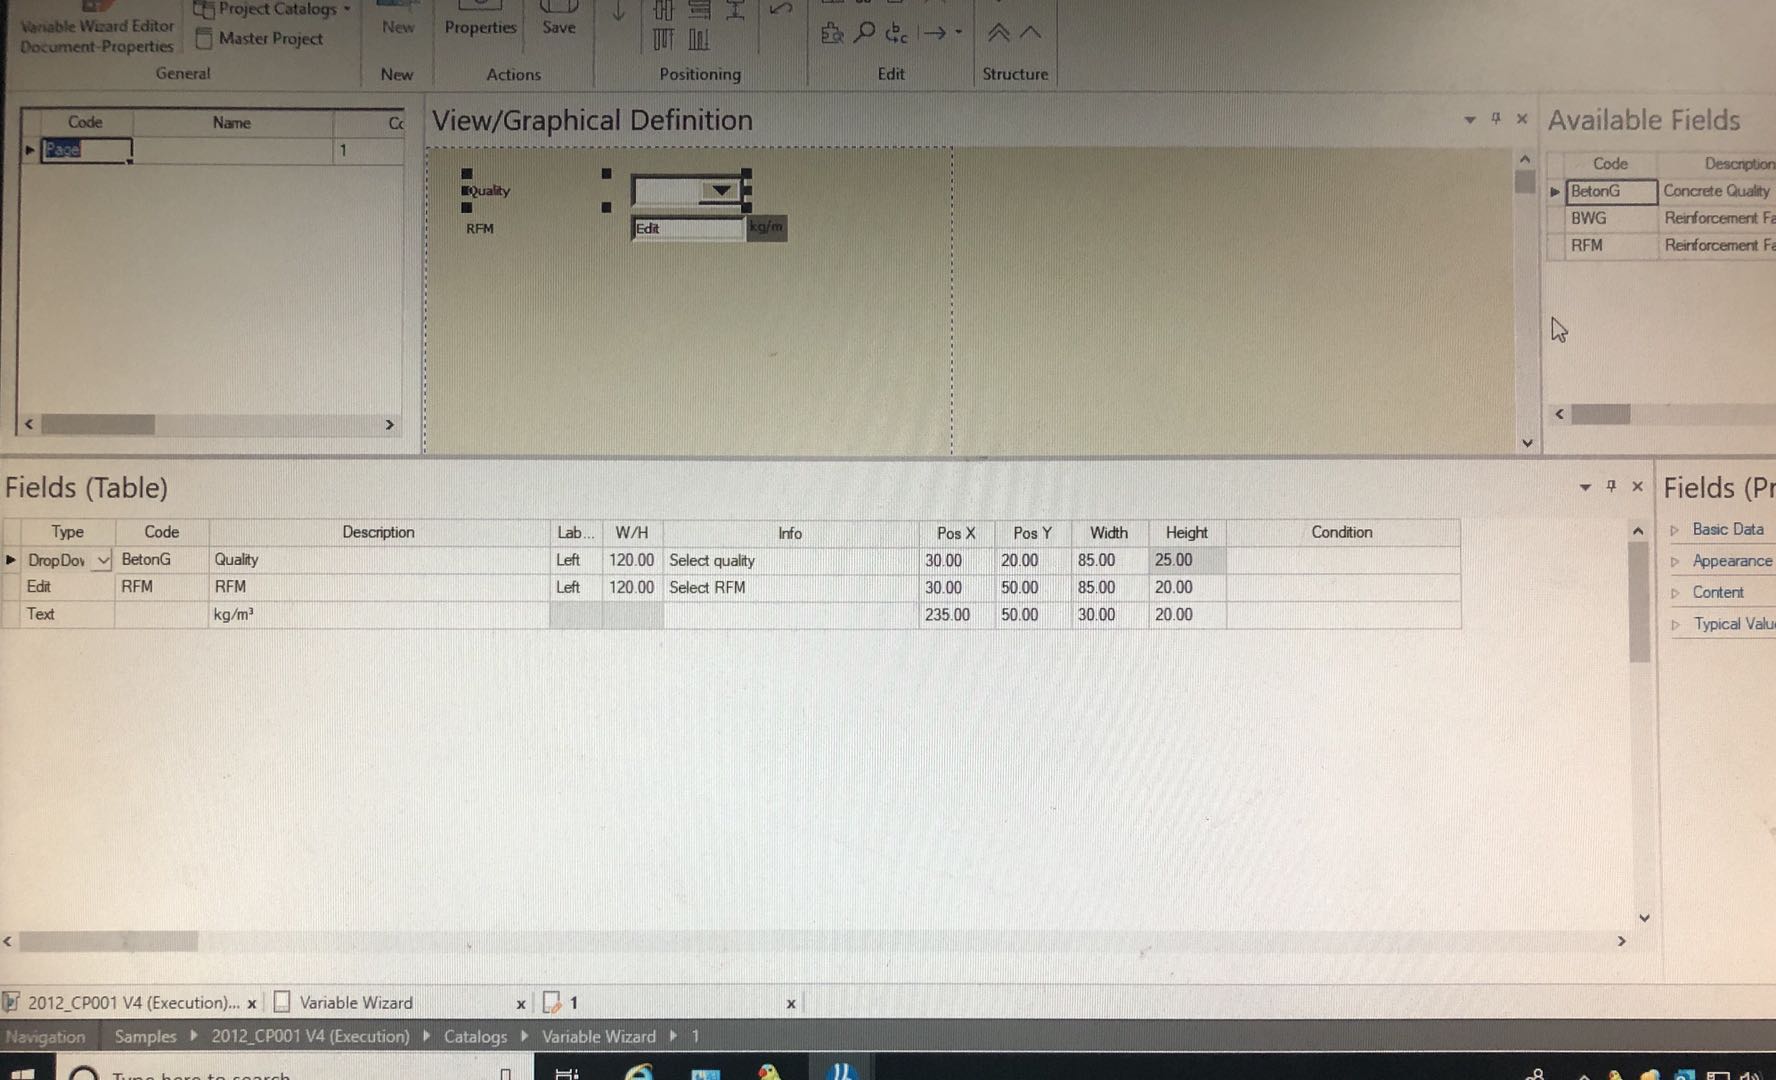 Variable Wizard Editor
Document-Properties
Project Catalogs
Master Project
General
New
New
Properties
Save
Actions
Positioning
Edit
Structure
Code Name
Page 1
View/Graphical Definition
Quality
RFM Edit kg/m
Available Fields
Code Description
BetonG Concrete Quality
BWG Reinforcement Fa
RFM Reinforcement Fa
Fields (Table)
Type Code Description Lab... W/H Info Pos X Pos Y Width Height Condition
DropDov BetonG Quality Left 120.00 Select quality 30.00 20.00 85.00 25.00
Edit RFM RFM Left 120.00 Select RFM 30.00 50.00 85.00 20.00
Text kg/m³ 235.00 50.00 30.00 20.00
Fields (Pr
Basic Data
Appearance
Content
Typical Valu
2012_CP001 V4 (Execution)... x Variable Wizard x 1 x
Navigation Samples 2012_CP001 V4 (Execution) Catalogs Variable Wizard 1
Type here to search